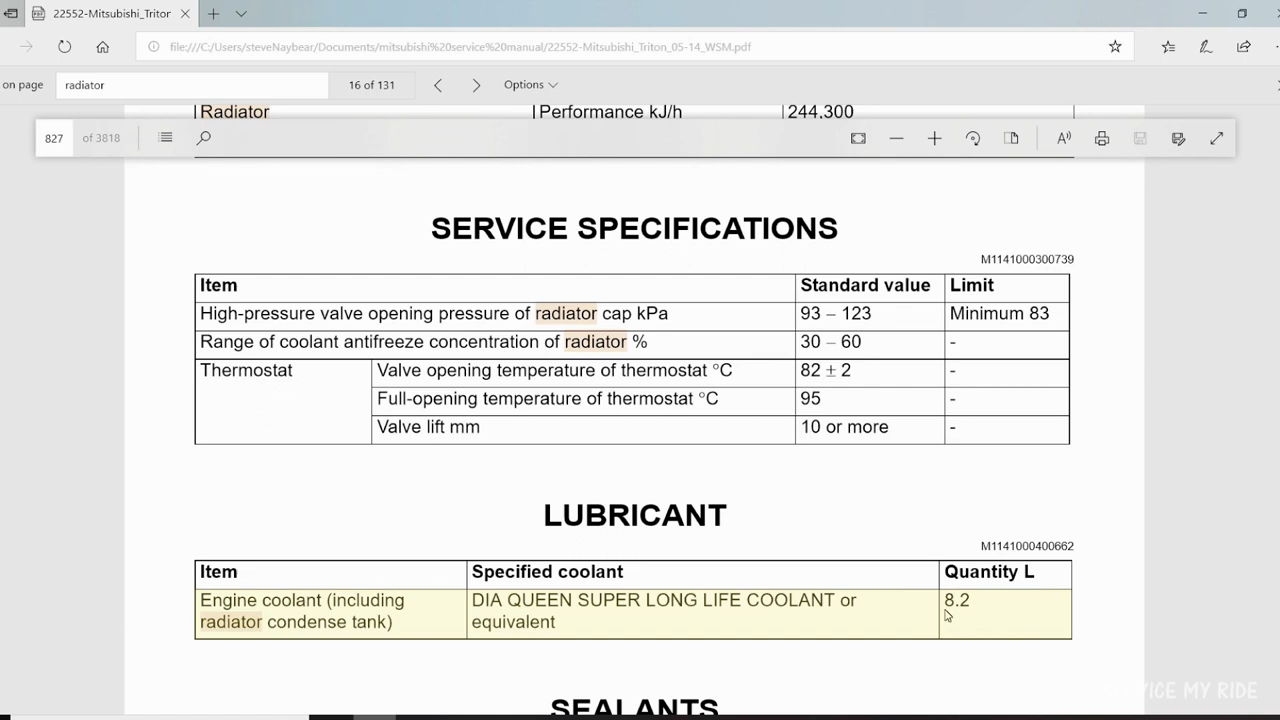 22552-Mitsubishi_Triton
file:///C:/Users/steveNaybear/Documents/mitsubishi%20service%20manual/22552-Mitsubishi_Triton_05-14_WSM.pdf
on page radiator 16 of 131 Options
Radiator Performance kJ/h 244,300
827 of 3818
SERVICE SPECIFICATIONS
M1141000300739
Item Standard value Limit
High-pressure valve opening pressure of radiator cap kPa 93 – 123 Minimum 83
Range of coolant antifreeze concentration of radiator % 30 – 60 -
Thermostat Valve opening temperature of thermostat °C 82 ± 2 -
Full-opening temperature of thermostat °C 95 -
Valve lift mm 10 or more -
LUBRICANT
M1141000400662
Item Specified coolant Quantity L
Engine coolant (including DIA QUEEN SUPER LONG LIFE COOLANT or 8.2
radiator condense tank) equivalent
MY RIDE
SEALANTS